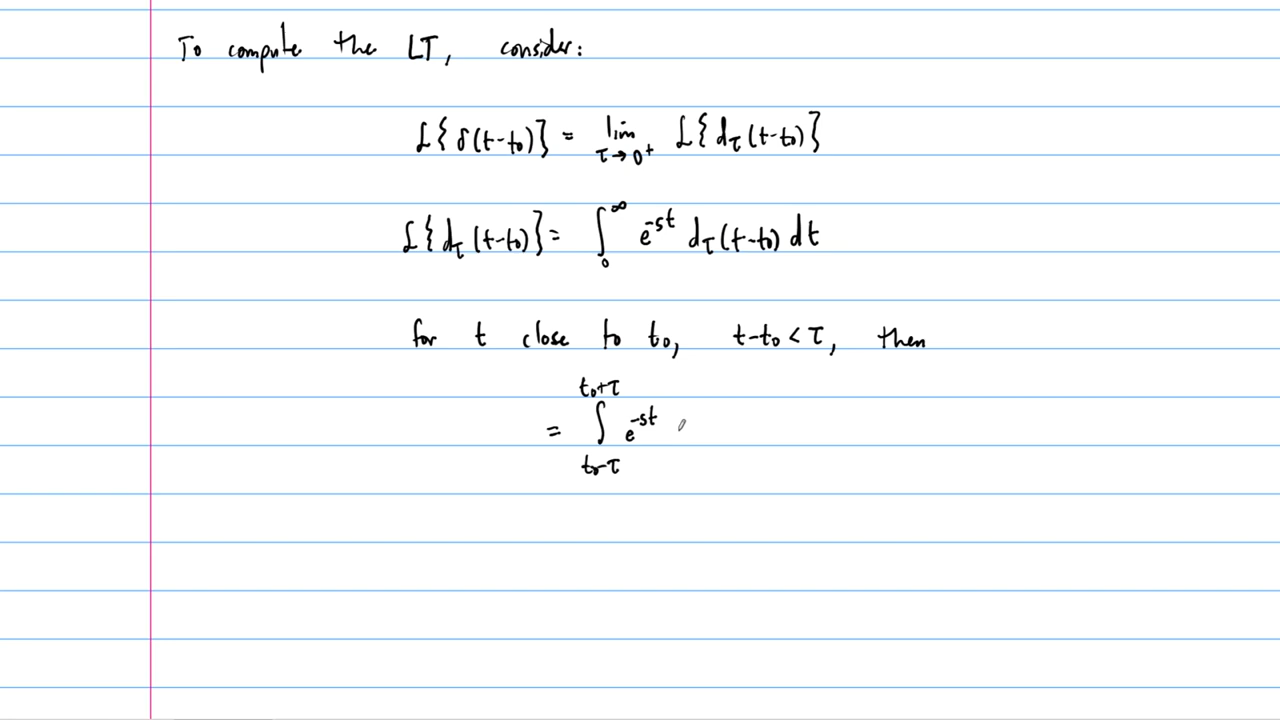 To compute the LT, consider:
ℒ{δ(t-t₀)} = lim_{τ→0⁺} ℒ{d_τ(t-t₀)}
ℒ{d_τ(t-t₀)} = ∫₀^∞ e^{-st} d_τ(t-t₀) dt
for t close to t₀, t-t₀ < τ, then
= ∫_{t₀-τ}^{t₀+τ} e^{-st}